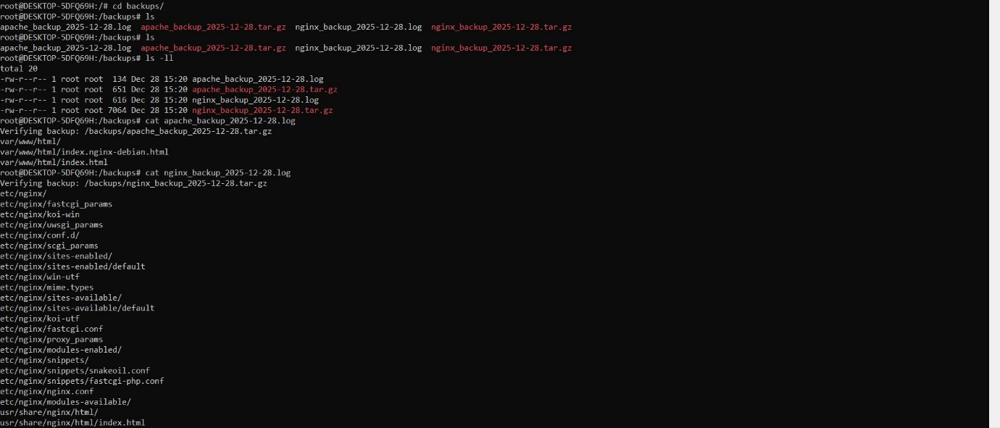 root@DESKTOP-5DFQ69H:/# cd backups/
root@DESKTOP-5DFQ69H:/backups# ls
apache_backup_2025-12-28.log  apache_backup_2025-12-28.tar.gz  nginx_backup_2025-12-28.log  nginx_backup_2025-12-28.tar.gz
root@DESKTOP-5DFQ69H:/backups# ls
apache_backup_2025-12-28.log  apache_backup_2025-12-28.tar.gz  nginx_backup_2025-12-28.log  nginx_backup_2025-12-28.tar.gz
root@DESKTOP-5DFQ69H:/backups# ls -ll
total 20
-rw-r--r-- 1 root root  134 Dec 28 15:20 apache_backup_2025-12-28.log
-rw-r--r-- 1 root root  651 Dec 28 15:20 apache_backup_2025-12-28.tar.gz
-rw-r--r-- 1 root root  616 Dec 28 15:20 nginx_backup_2025-12-28.log
-rw-r--r-- 1 root root 7064 Dec 28 15:20 nginx_backup_2025-12-28.tar.gz
root@DESKTOP-5DFQ69H:/backups# cat apache_backup_2025-12-28.log
Verifying backup: /backups/apache_backup_2025-12-28.tar.gz
var/www/html/
var/www/html/index.nginx-debian.html
var/www/html/index.html
root@DESKTOP-5DFQ69H:/backups# cat nginx_backup_2025-12-28.log
Verifying backup: /backups/nginx_backup_2025-12-28.tar.gz
etc/nginx/
etc/nginx/fastcgi_params
etc/nginx/koi-win
etc/nginx/uwsgi_params
etc/nginx/conf.d/
etc/nginx/scgi_params
etc/nginx/sites-enabled/
etc/nginx/sites-enabled/default
etc/nginx/win-utf
etc/nginx/mime.types
etc/nginx/sites-available/
etc/nginx/sites-available/default
etc/nginx/koi-utf
etc/nginx/fastcgi.conf
etc/nginx/proxy_params
etc/nginx/modules-enabled/
etc/nginx/snippets/
etc/nginx/snippets/snakeoil.conf
etc/nginx/snippets/fastcgi-php.conf
etc/nginx/nginx.conf
etc/nginx/modules-available/
usr/share/nginx/html/
usr/share/nginx/html/index.html